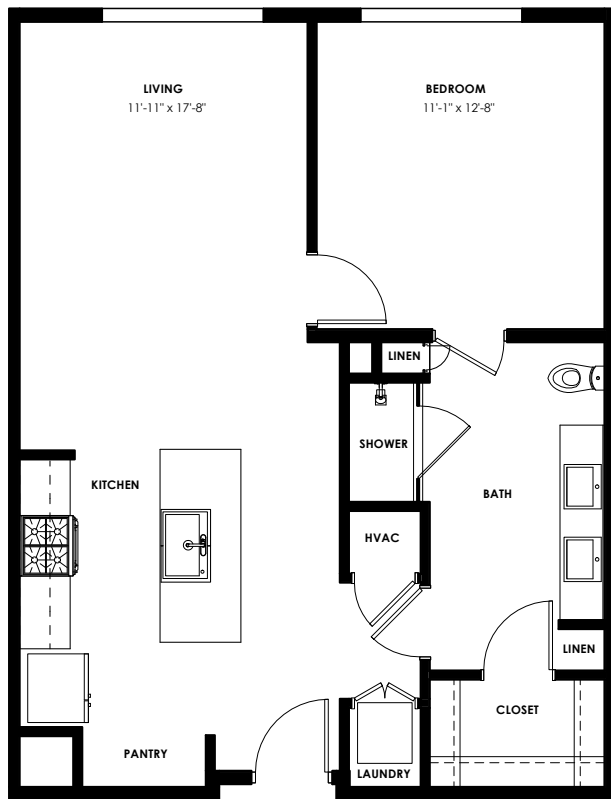 LIVING
11'-11" x 17'-8"
BEDROOM
11'-1" x 12'-8"
LINEN
SHOWER
KITCHEN
BATH
HVAC
LINEN
CLOSET
PANTRY
LAUNDRY